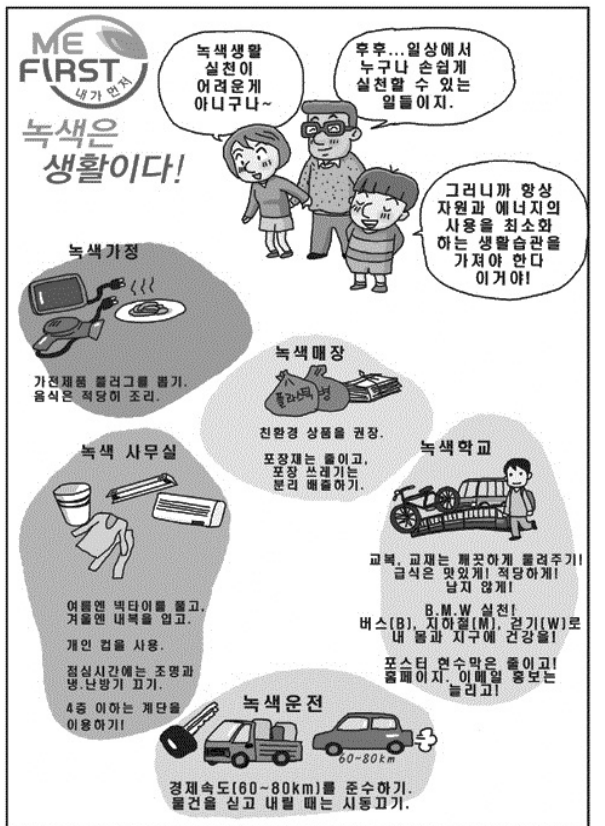 ME
FIRST
내가 먼저
녹색은
생활이다!
녹색생활
실천이
어려운게
아니구나~
후후...일상에서
누구나 손쉽게
실천할 수 있는
일들이지.
그러니까 항상
자원과 에너지의
사용을 최소화
하는 생활습관을
가져야 한다
이거야!
녹색가정
가전제품 플러그를 뽑기.
음식은 적당히 조리.
녹색매장
플라스틱
병
친환경 상품을 권장.
포장재는 줄이고,
포장 쓰레기는
분리 배출하기.
녹색 사무실
여름엔 넥타이를 풀고,
겨울엔 내복을 입고.
개인 컵을 사용.
점심시간에는 조명과
냉.난방기 끄기.
4층 이하는 계단을
이용하기!
녹색학교
교복, 교재는 깨끗하게 물려주기!
급식은 맛있게! 적당하게!
남지 않게!
B.M.W 실천!
버스(B), 지하철(M), 걷기(W)로
내 몸과 지구에 건강을!
포스터 현수막은 줄이고!
홈페이지. 이메일 홍보는
늘리고!
녹색운전
60~80km
경제속도(60~80km)를 준수하기.
물건을 싣고 내릴 때는 시동끄기.